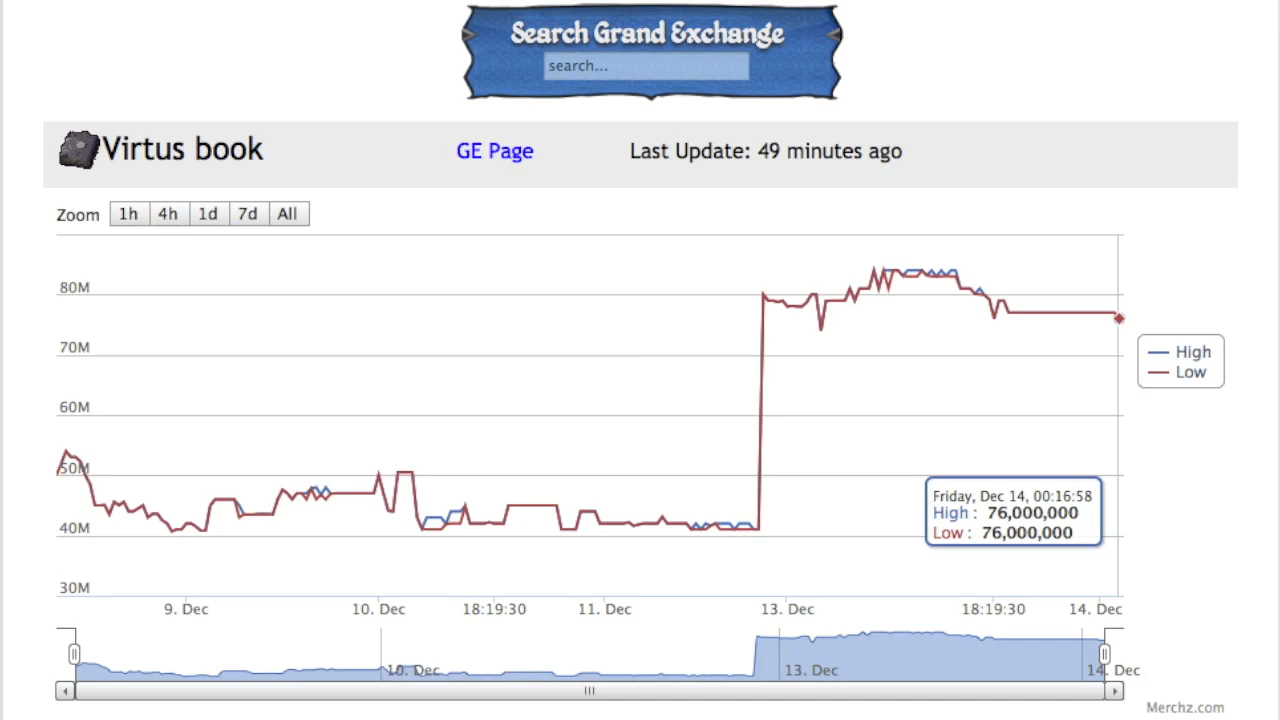 Search Grand Exchange
search...
Virtus book GE Page Last Update: 49 minutes ago
Zoom 1h 4h 1d 7d All
80M
70M
60M
50M
40M
30M
High
Low
Friday, Dec 14, 00:16:58
High : 76,000,000
Low : 76,000,000
9. Dec 10. Dec 18:19:30 11. Dec 13. Dec 18:19:30 14. Dec
10. Dec 13. Dec 14. Dec
Merchz.com